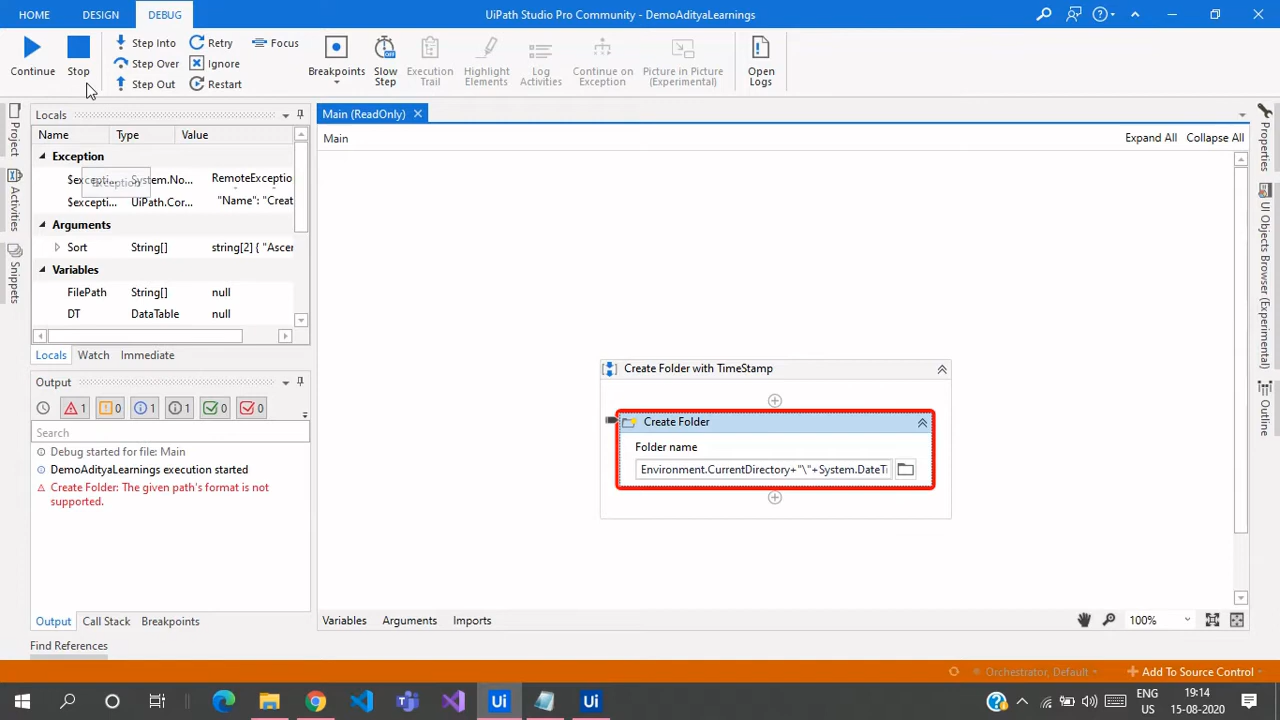 HOME DESIGN DEBUG UiPath Studio Pro Community - DemoAdityaLearnings
Continue Stop
Step Into
Step Over
Step Out
Retry
Ignore
Restart
Focus
Breakpoints
Slow
Step
Execution
Trail
Highlight
Elements
Log
Activities
Continue on
Exception
Picture in Picture
(Experimental)
Open
Logs
Project
Activities
Snippets
Locals
Name Type Value
Exception
$excepti... System.No... RemoteException
$excepti... UiPath.Cor... "Name": "Creat
Exception
Arguments
Sort String[] string[2] { "Ascer
Variables
FilePath String[] null
DT DataTable null
Locals Watch Immediate
Output
1 0 1 1 0 0
Search
Debug started for file: Main
DemoAdityaLearnings execution started
Create Folder: The given path's format is not
supported.
Output Call Stack Breakpoints
Find References
Main (ReadOnly)
Main Expand All Collapse All
Create Folder with TimeStamp
Create Folder
Folder name
Environment.CurrentDirectory+"\"+System.DateTi
Variables Arguments Imports 100%
Properties
UI Objects Browser (Experimental)
Outline
Orchestrator, Default Add To Source Control
Ui Ui
ENG
US
19:14
15-08-2020